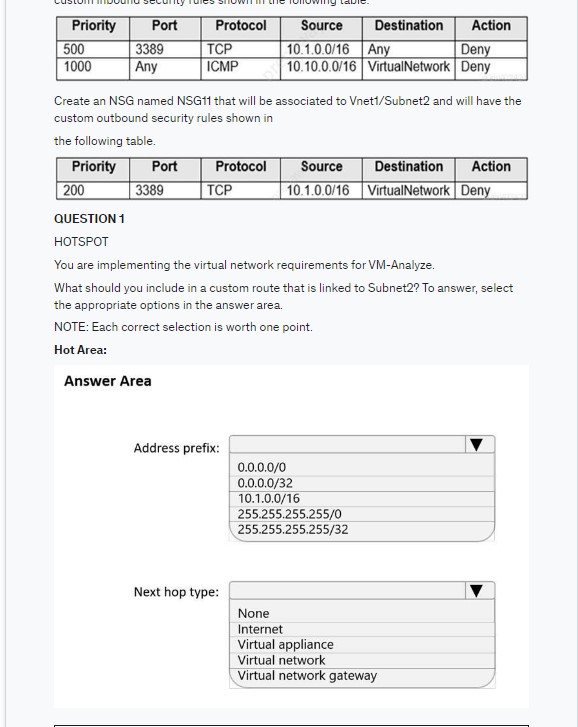 custom inbound security rules shown in the following table.
Priority Port Protocol Source Destination Action
500 3389 TCP 10.1.0.0/16 Any Deny
1000 Any ICMP 10.10.0.0/16 VirtualNetwork Deny
Create an NSG named NSG11 that will be associated to Vnet1/Subnet2 and will have the
custom outbound security rules shown in
the following table.
Priority Port Protocol Source Destination Action
200 3389 TCP 10.1.0.0/16 VirtualNetwork Deny
QUESTION 1
HOTSPOT
You are implementing the virtual network requirements for VM-Analyze.
What should you include in a custom route that is linked to Subnet2? To answer, select
the appropriate options in the answer area.
NOTE: Each correct selection is worth one point.
Hot Area:
Answer Area
Address prefix:
0.0.0.0/0
0.0.0.0/32
10.1.0.0/16
255.255.255.255/0
255.255.255.255/32
Next hop type:
None
Internet
Virtual appliance
Virtual network
Virtual network gateway